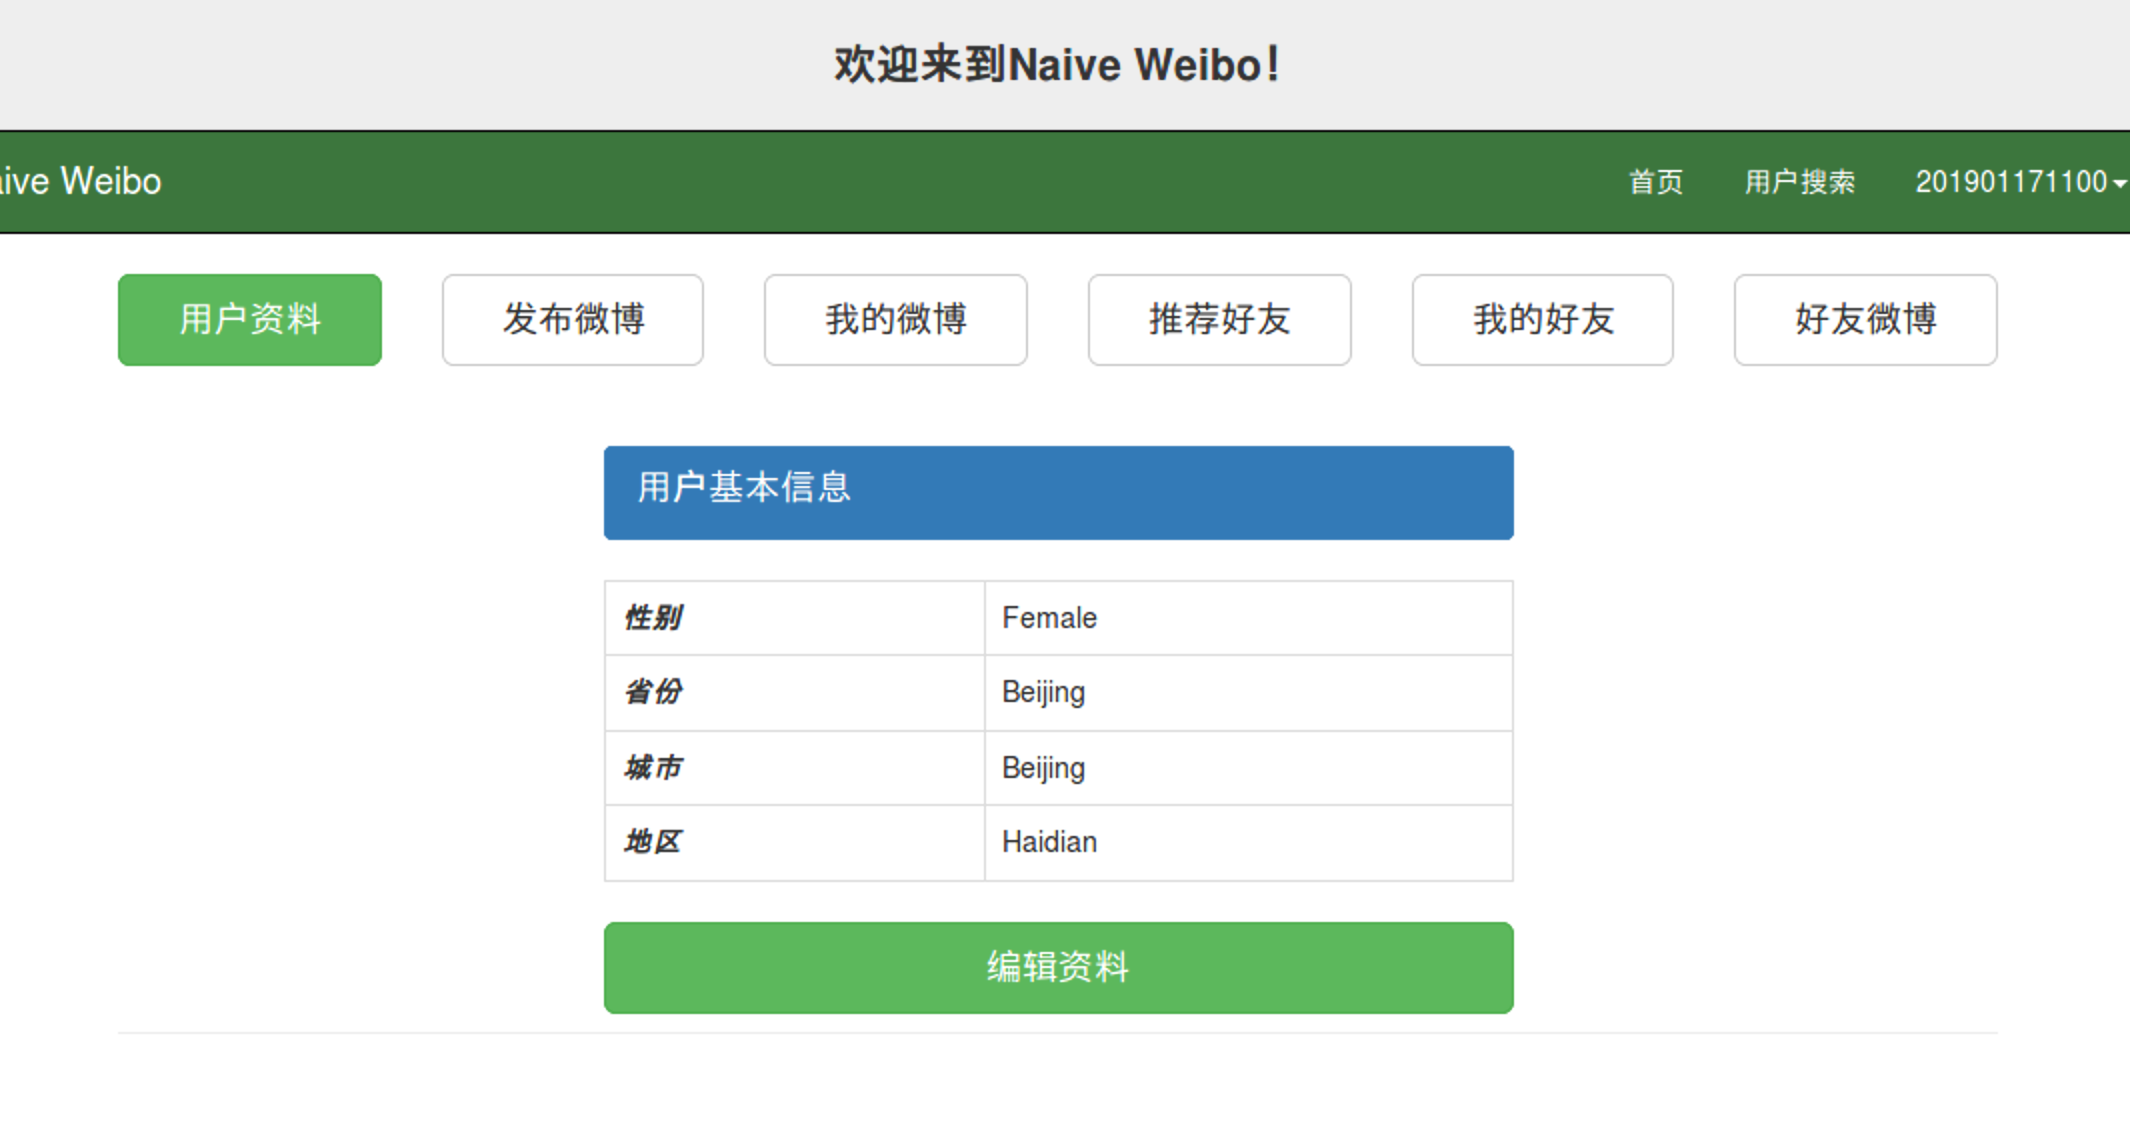 欢迎来到Naive Weibo!
ive Weibo 首页 用户搜索 201901171100
用户资料 发布微博 我的微博 推荐好友 我的好友 好友微博
用户基本信息
性别 Female
省份 Beijing
城市 Beijing
地区 Haidian
编辑资料